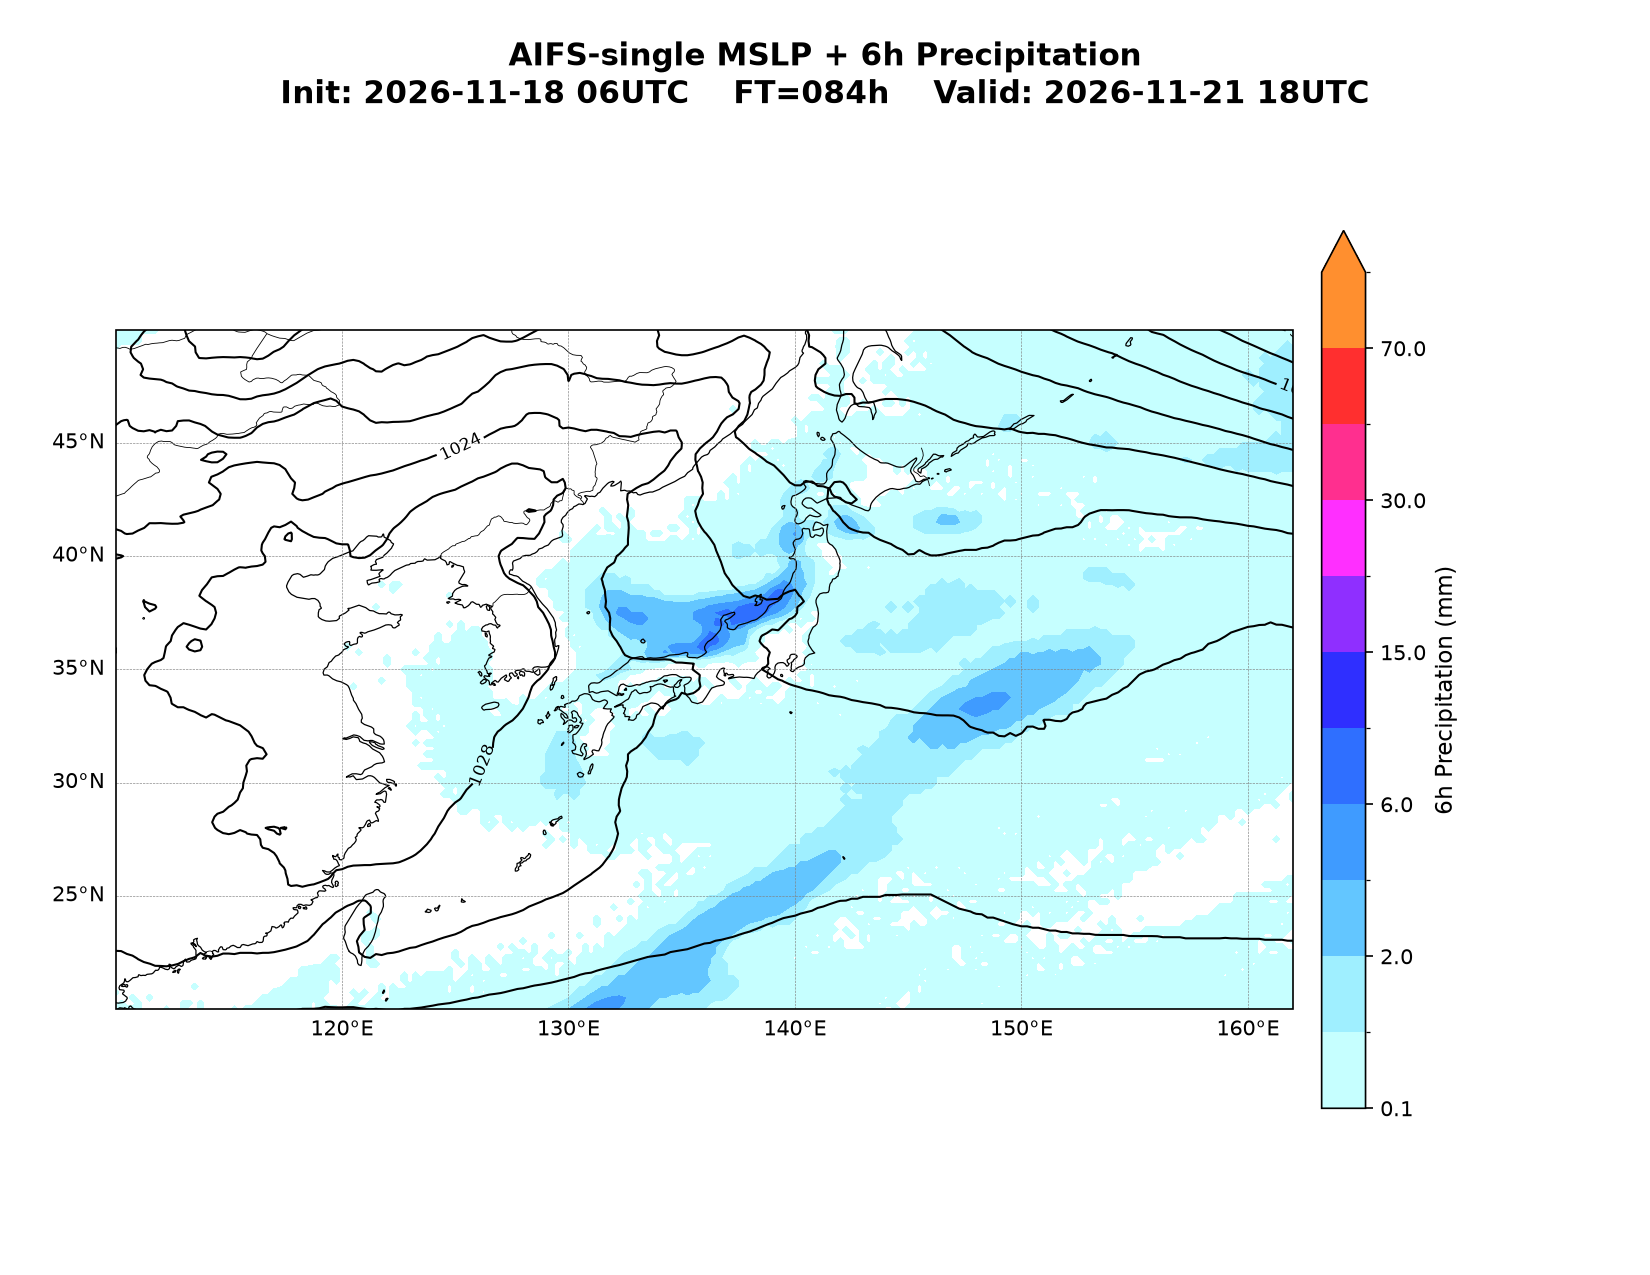 AIFS-single MSLP + 6h Precipitation
Init: 2026-11-18 06UTC    FT=084h    Valid: 2026-11-21 18UTC
70.0
30.0
15.0
6.0
2.0
0.1
6h Precipitation (mm)
45°N
40°N
35°N
30°N
25°N
1024
1028
120°E
130°E
140°E
150°E
160°E